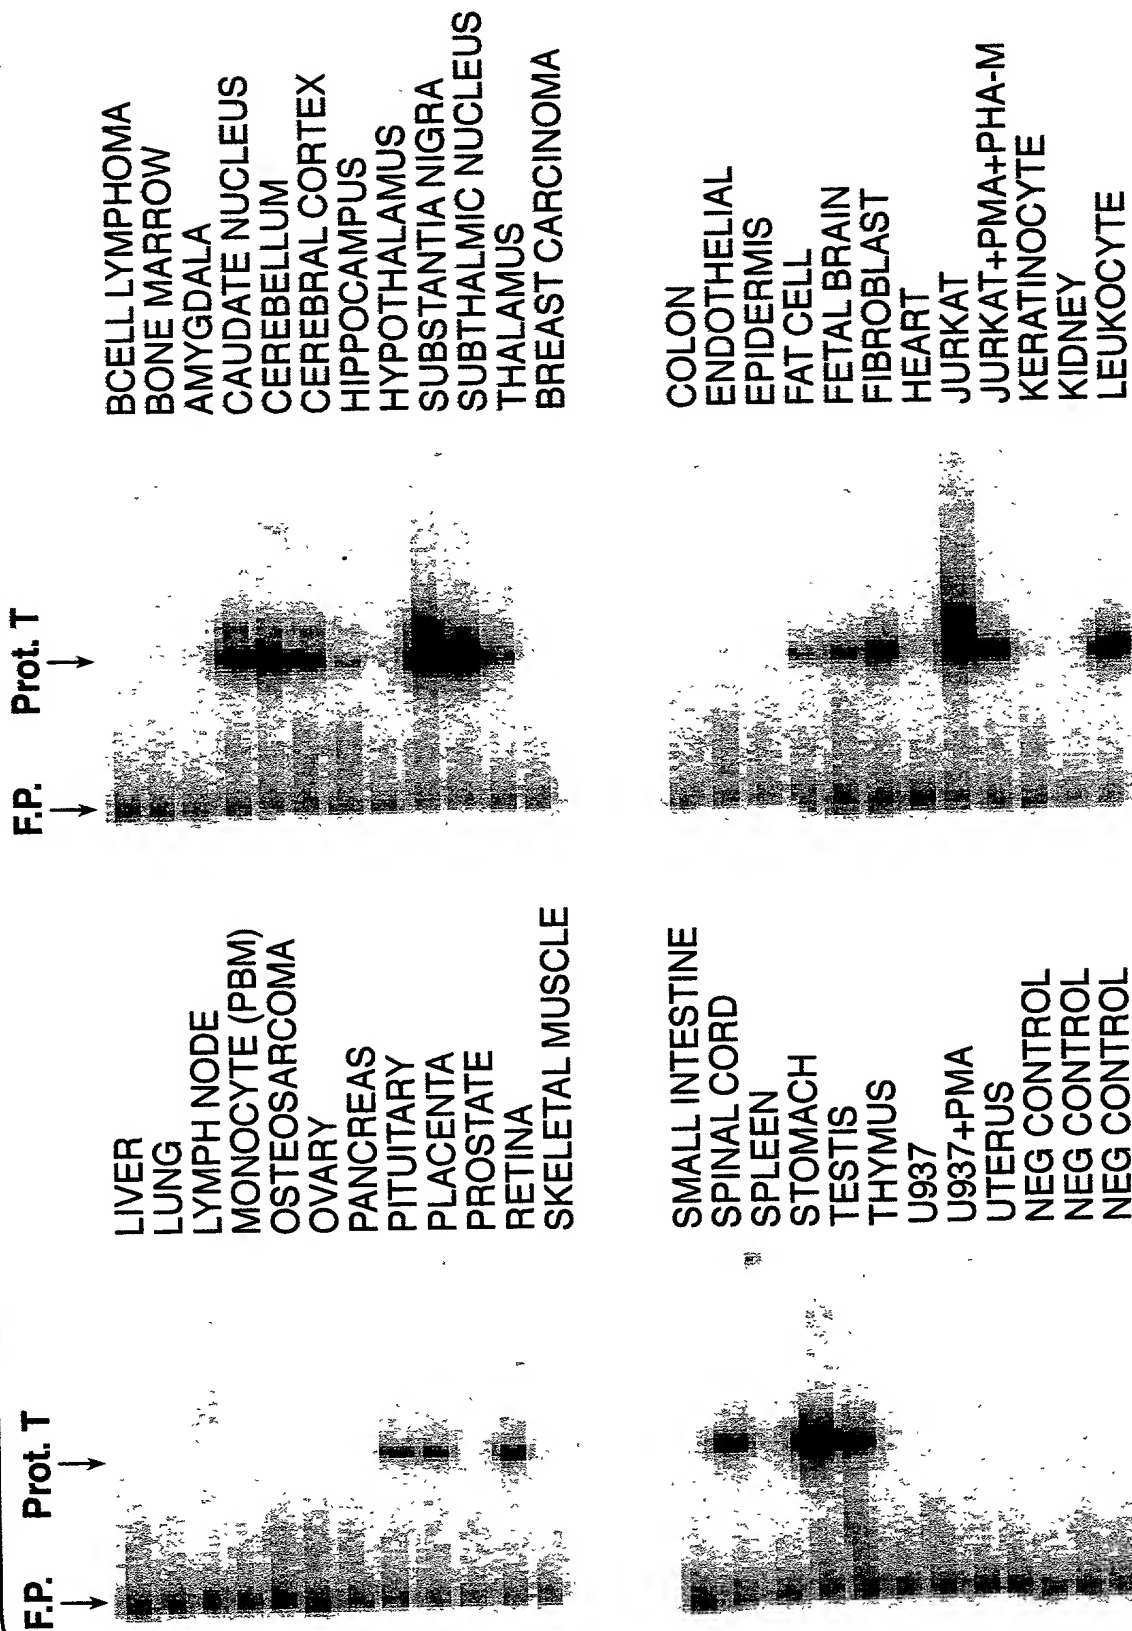 F.P.
Prot. T
BCELL LYMPHOMA
BONE MARROW
AMYGDALA
CAUDATE NUCLEUS
CEREBELLUM
CEREBRAL CORTEX
HIPPOCAMPUS
HYPOTHALAMUS
SUBSTANTIA NIGRA
SUBTHALMIC NUCLEUS
THALAMUS
BREAST CARCINOMA
COLON
ENDOTHELIAL
EPIDERMIS
FAT CELL
FETAL BRAIN
FIBROBLAST
HEART
JURKAT
JURKAT+PMA+PHA-M
KERATINOCYTE
KIDNEY
LEUKOCYTE
F.P.
Prot. T
LIVER
LUNG
LYMPH NODE
MONOCYTE (PBM)
OSTEOSARCOMA
OVARY
PANCREAS
PITUITARY
PLACENTA
PROSTATE
RETINA
SKELETAL MUSCLE
SMALL INTESTINE
SPINAL CORD
SPLEEN
STOMACH
TESTIS
THYMUS
U937
U937+PMA
UTERUS
NEG CONTROL
NEG CONTROL
NEG CONTROL